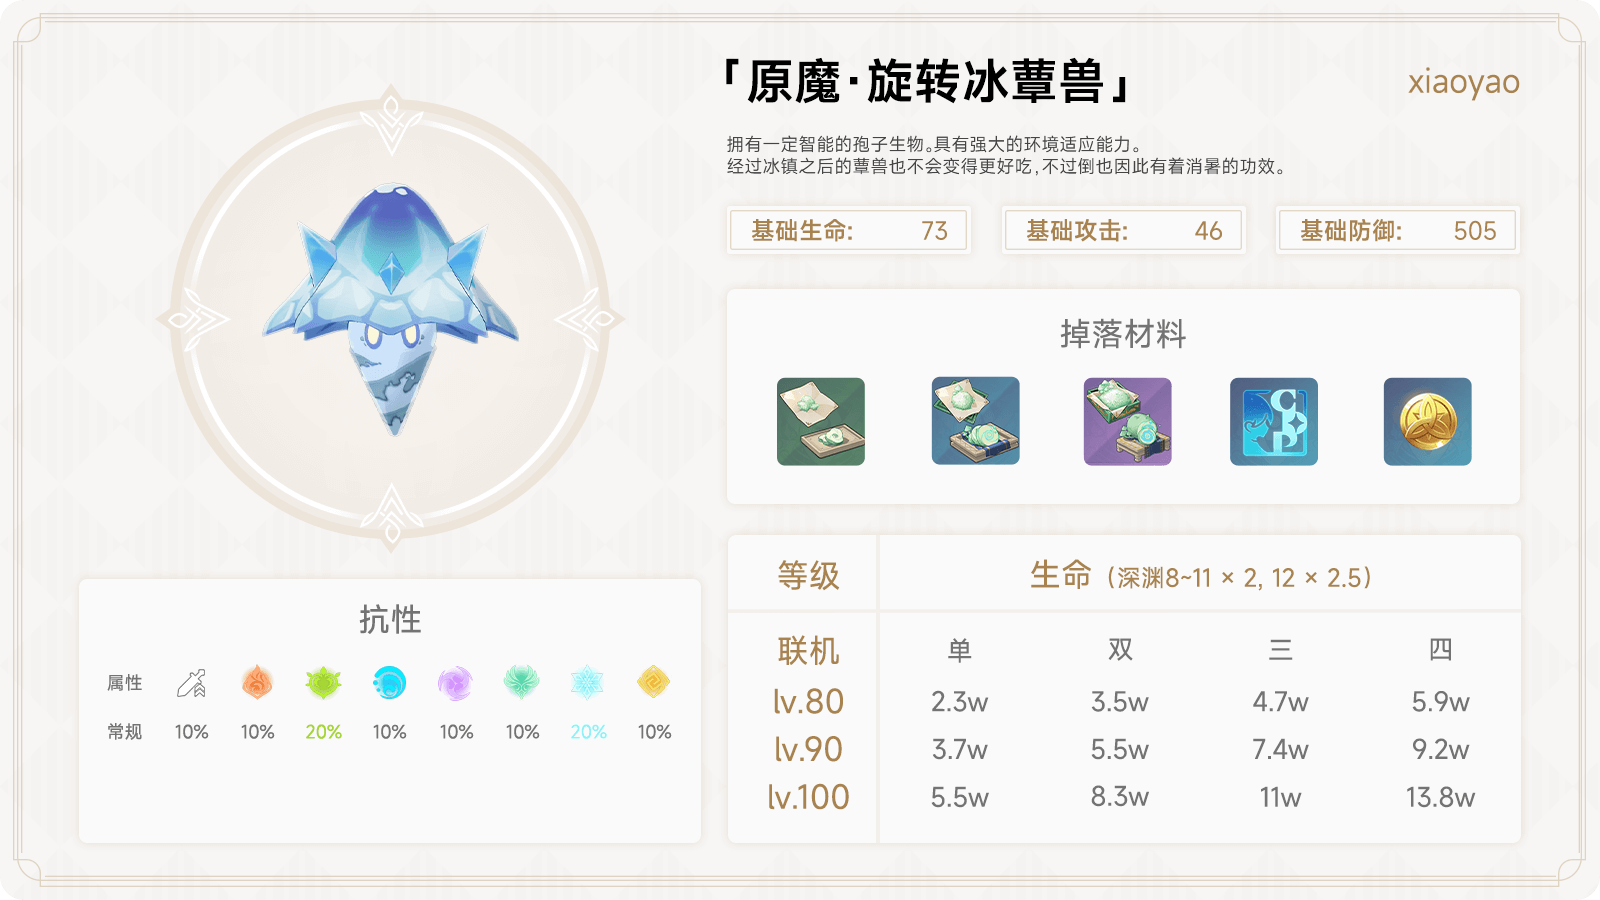 「原魔·旋转冰蕈兽」
xiaoyao
拥有一定智能的孢子生物。具有强大的环境适应能力。
经过冰镇之后的蕈兽也不会变得更好吃,不过倒也因此有着消暑的功效。
基础生命: 73
基础攻击: 46
基础防御: 505
掉落材料
抗性
属性
常规 10% 10% 20% 10% 10% 10% 20% 10%
等级 生命（深渊8~11 × 2, 12 × 2.5）
联机 单 双 三 四
lv.80 2.3w 3.5w 4.7w 5.9w
lv.90 3.7w 5.5w 7.4w 9.2w
lv.100 5.5w 8.3w 11w 13.8w